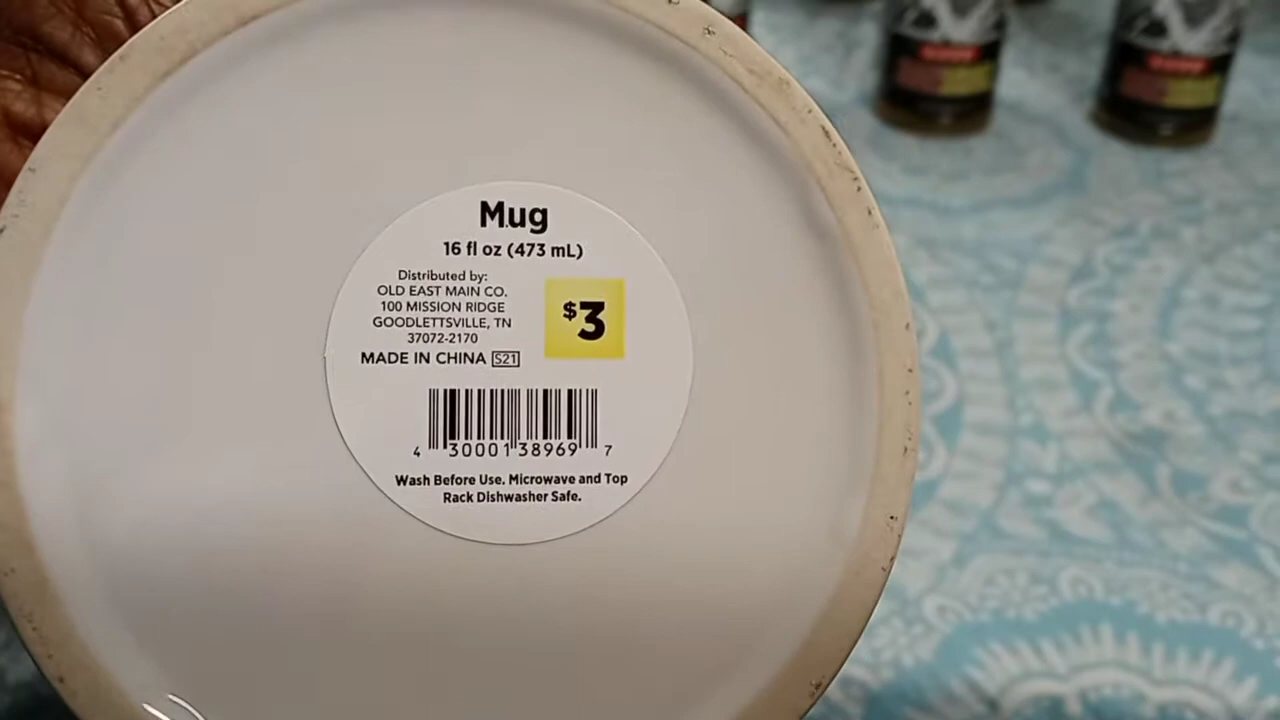 Mug
16 fl oz (473 mL)
Distributed by:
OLD EAST MAIN CO.
100 MISSION RIDGE
GOODLETTSVILLE, TN
37072-2170
MADE IN CHINA S21
$3
4 30001 38969 7
Wash Before Use. Microwave and Top
Rack Dishwasher Safe.